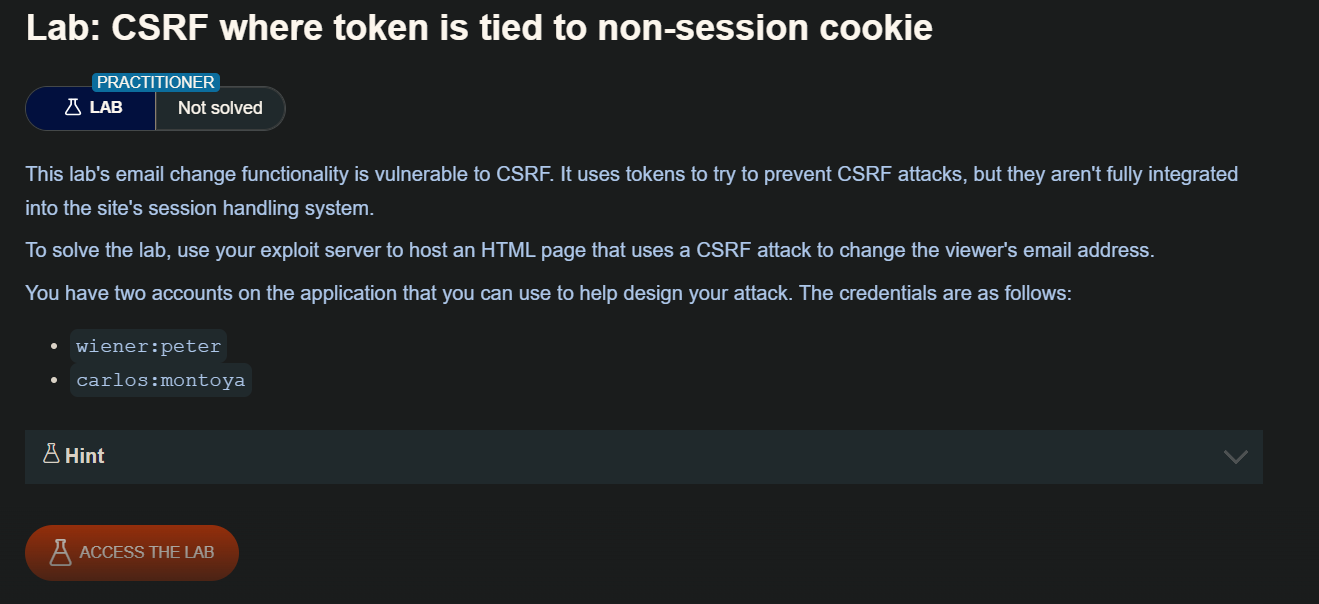 Lab: CSRF where token is tied to non-session cookie
PRACTITIONER
LAB
Not solved
This lab's email change functionality is vulnerable to CSRF. It uses tokens to try to prevent CSRF attacks, but they aren't fully integrated
into the site's session handling system.
To solve the lab, use your exploit server to host an HTML page that uses a CSRF attack to change the viewer's email address.
You have two accounts on the application that you can use to help design your attack. The credentials are as follows:
• wiener:peter
• carlos:montoya
Hint
ACCESS THE LAB